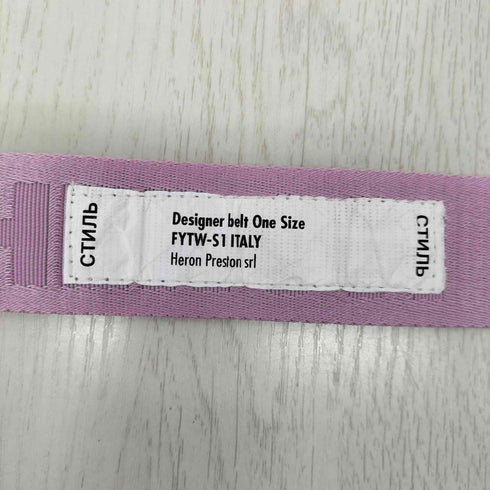 СТИЛЬ
Designer belt One Size
FYTW-S1 ITALY
Heron Preston srl
СТИЛЬ